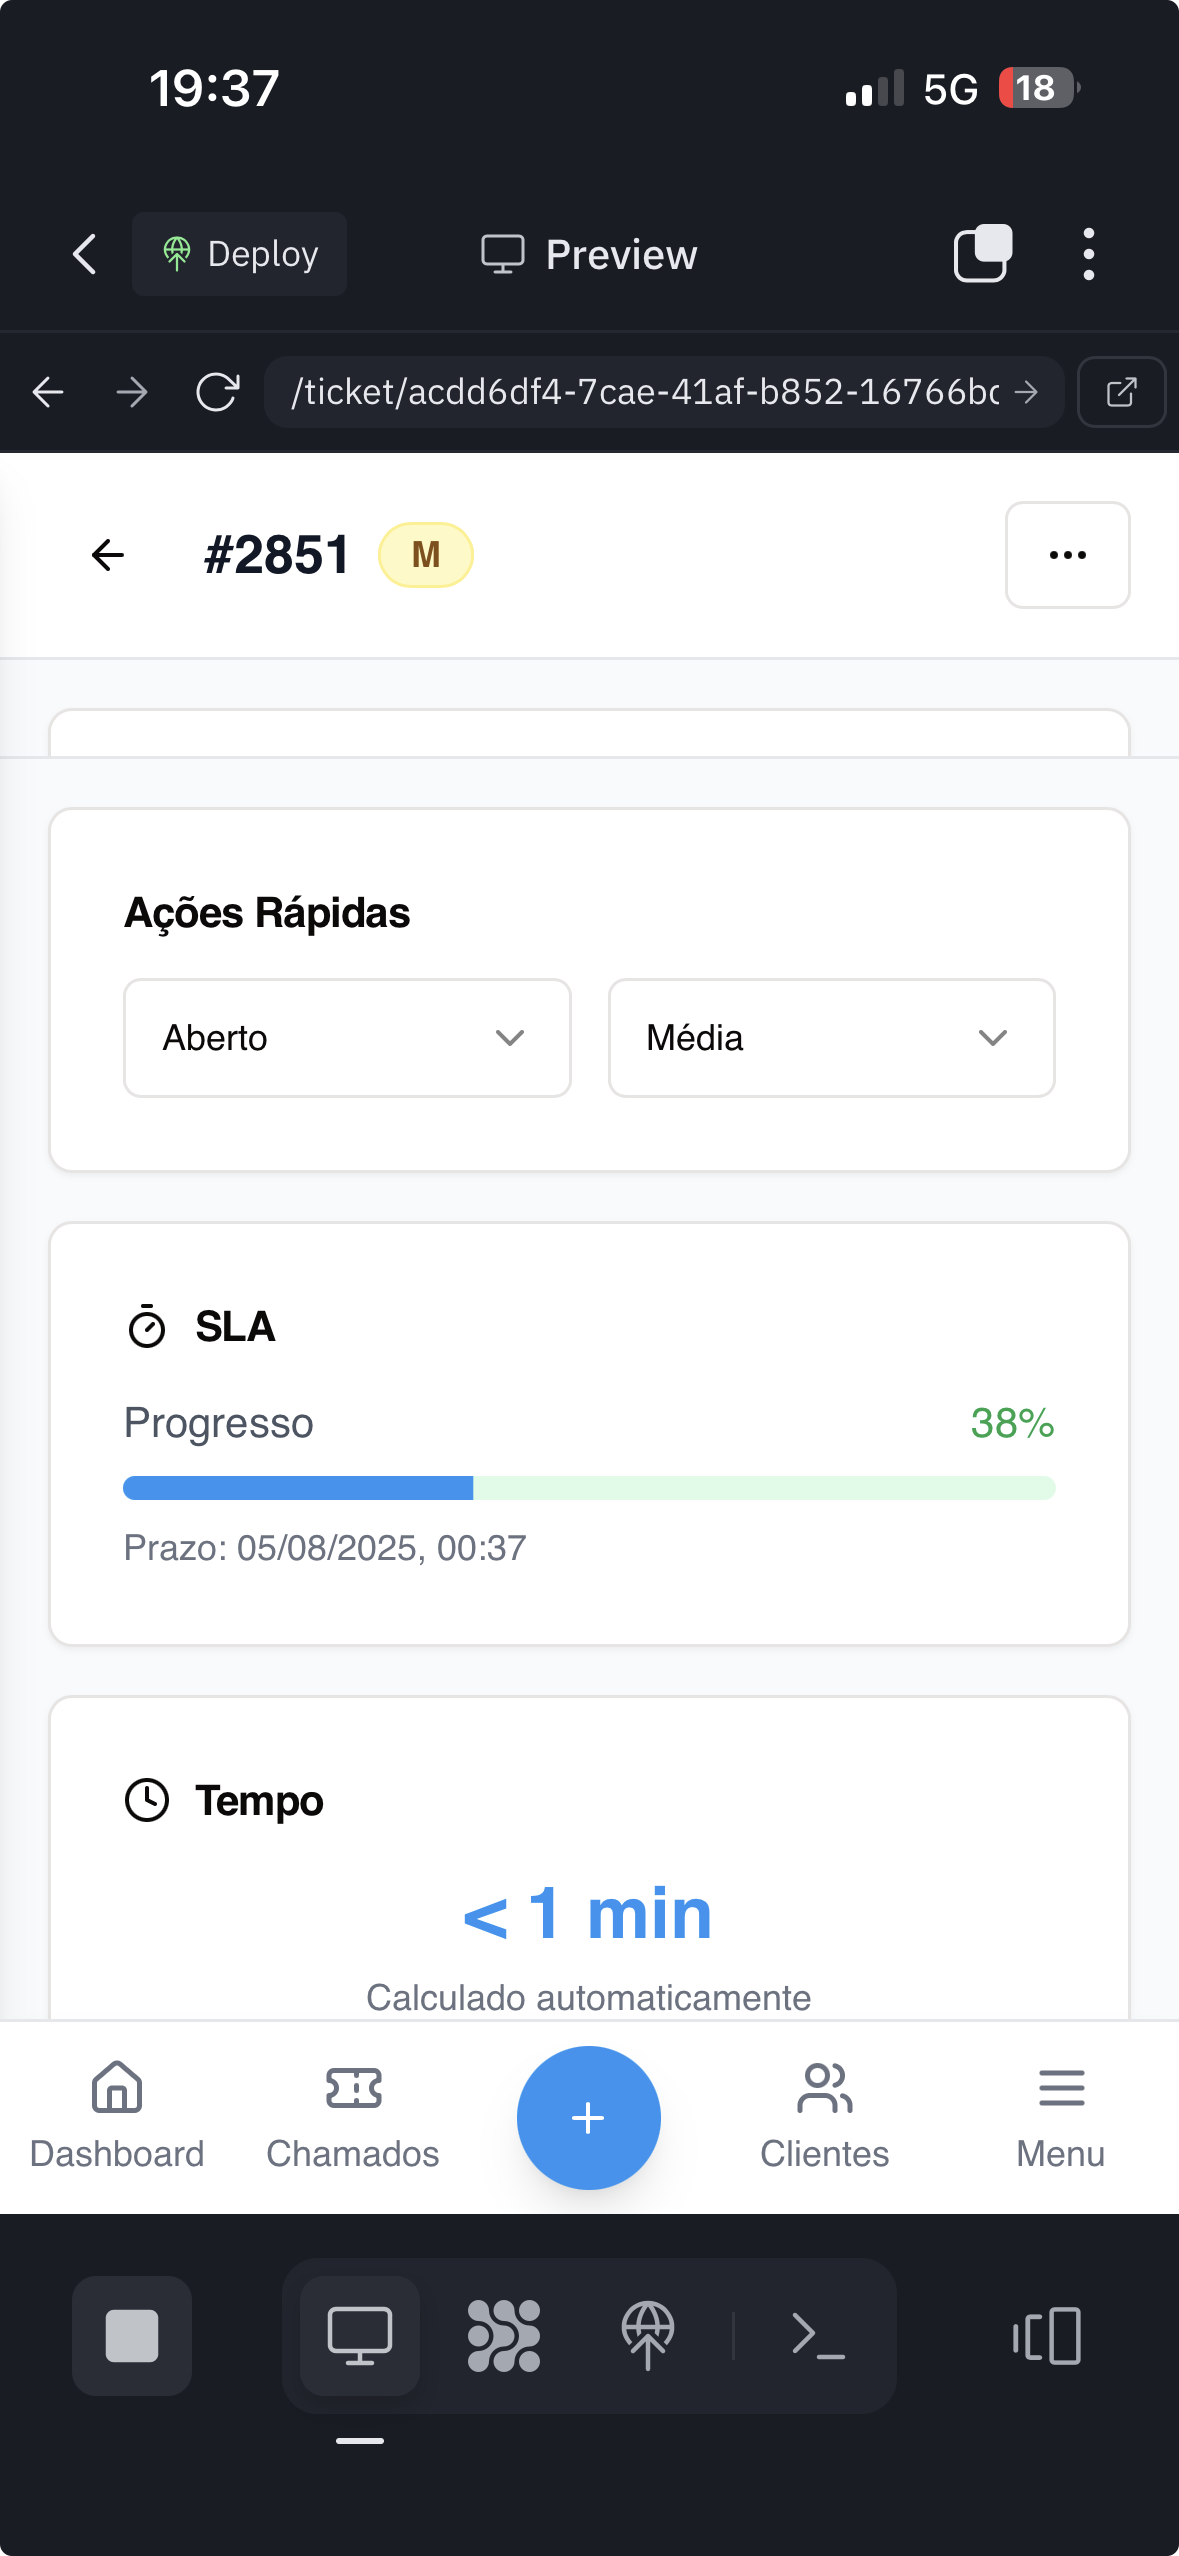 19:37
5G
18
Deploy
Preview
/ticket/acdd6df4-7cae-41af-b852-16766bc
#2851
M
Ações Rápidas
Aberto
Média
SLA
Progresso
38%
Prazo: 05/08/2025, 00:37
Tempo
< 1 min
Calculado automaticamente
Dashboard
Chamados
Clientes
Menu